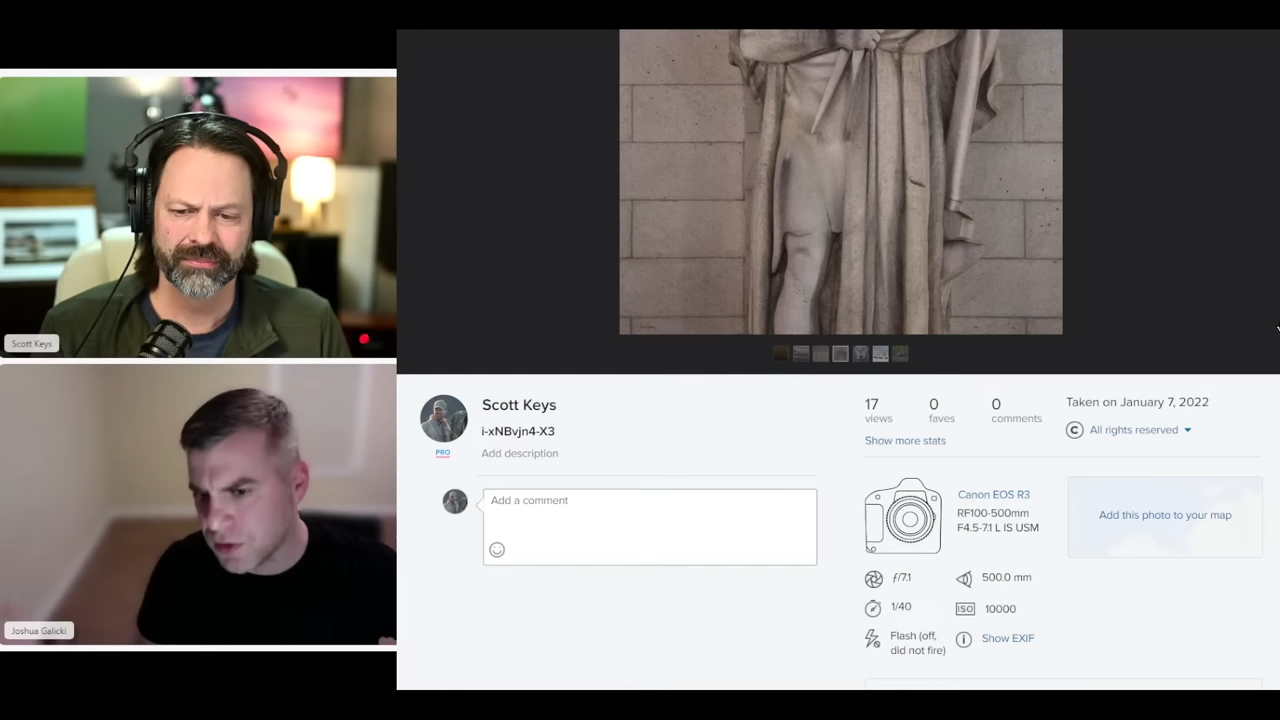 Scott Keys
Joshua Galicki
Scott Keys
i-xNBvjn4-X3
PRO
Add description
Add a comment
17
views
0
faves
0
comments
Show more stats
Taken on January 7, 2022
All rights reserved
Canon EOS R3
RF100-500mm
F4.5-7.1 L IS USM
ƒ/7.1
500.0 mm
1/40
ISO
10000
Flash (off,
did not fire)
Show EXIF
Add this photo to your map